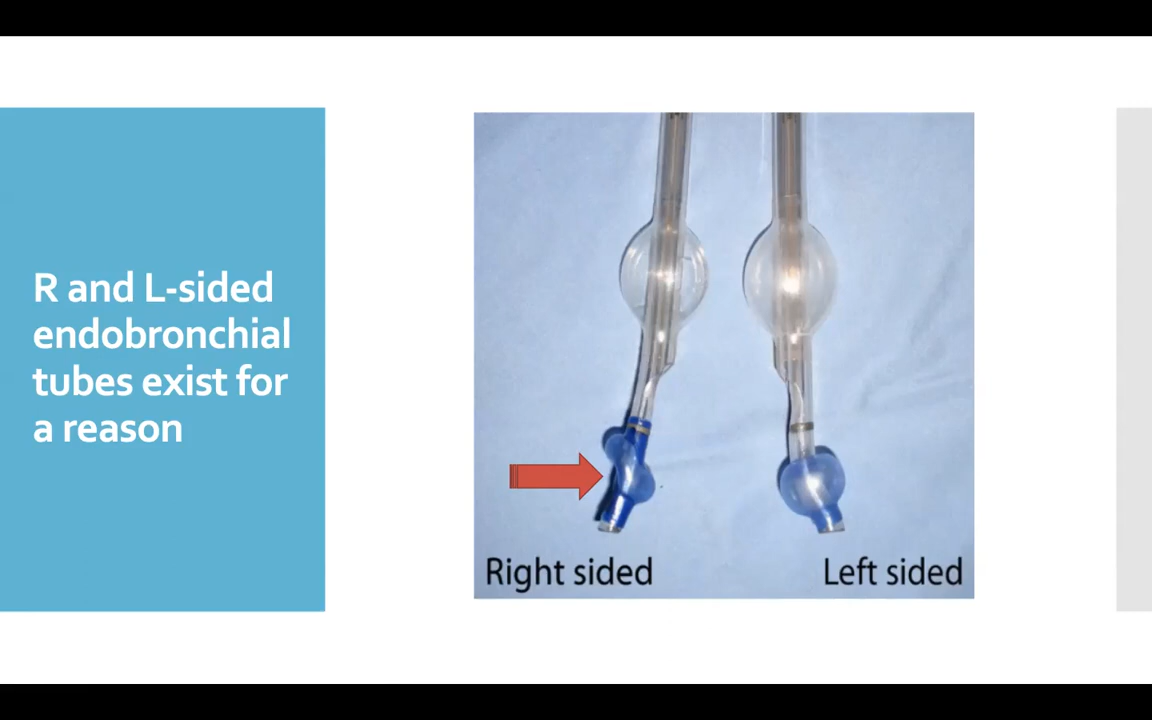 R and L-sided
endobronchial
tubes exist for
a reason
Right sided
Left sided